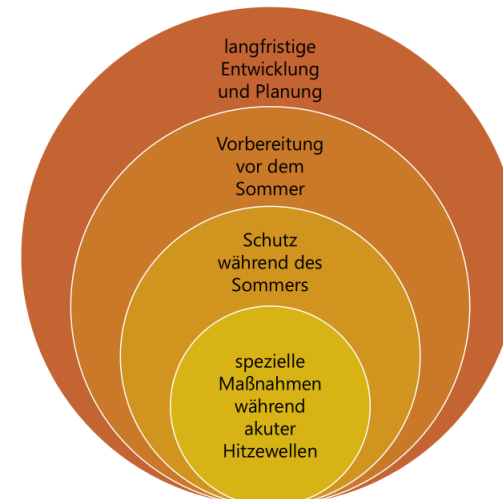 langfristige
Entwicklung
und Planung
Vorbereitung
vor dem
Sommer
Schutz
während des
Sommers
spezielle
Maßnahmen
während
akuter
Hitzewellen